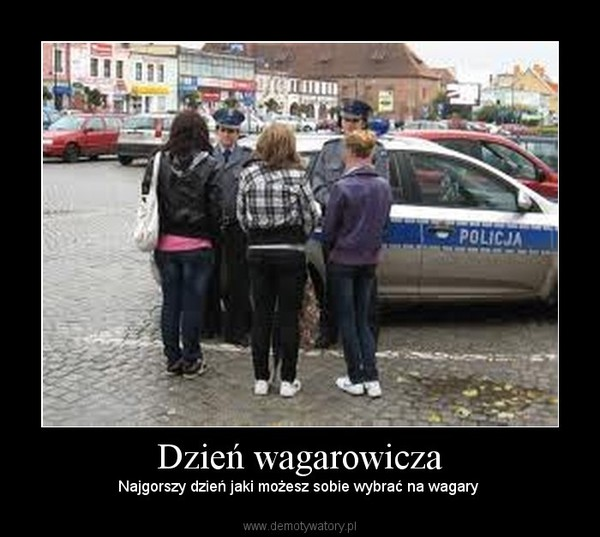 POLICJA
Dzień wagarowicza
Najgorszy dzień jaki możesz sobie wybrać na wagary
www.demotywatory.pl